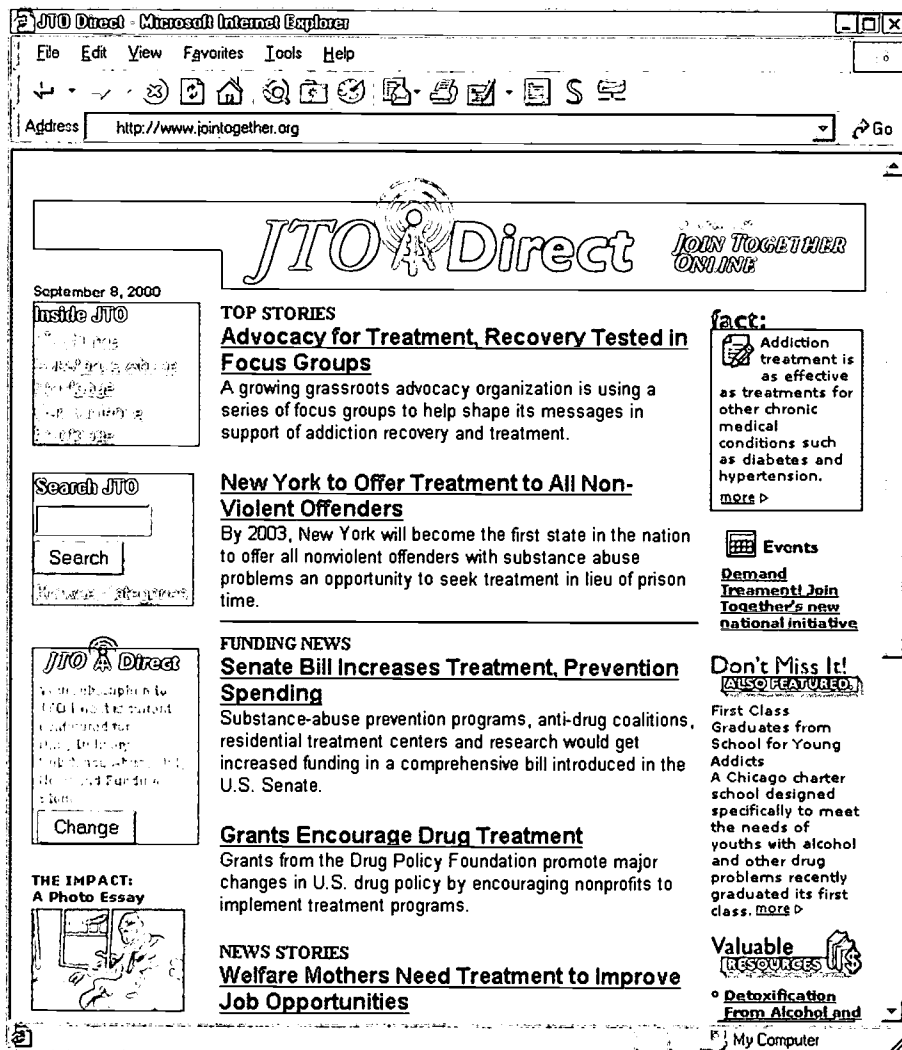 JTO Direct - Microsoft Internet Explorer
File Edit View Favorites Tools Help
Address http://www.jointogether.org Go
JTO Direct
JOIN TOGETHER
ONLINE
September 8, 2000
Inside JTO
Search JTO
Search
JTO Direct
Change
THE IMPACT:
A Photo Essay
TOP STORIES
Advocacy for Treatment, Recovery Tested in
Focus Groups
A growing grassroots advocacy organization is using a
series of focus groups to help shape its messages in
support of addiction recovery and treatment.
New York to Offer Treatment to All Non-
Violent Offenders
By 2003, New York will become the first state in the nation
to offer all nonviolent offenders with substance abuse
problems an opportunity to seek treatment in lieu of prison
time.
FUNDING NEWS
Senate Bill Increases Treatment, Prevention
Spending
Substance-abuse prevention programs, anti-drug coalitions,
residential treatment centers and research would get
increased funding in a comprehensive bill introduced in the
U.S. Senate.
Grants Encourage Drug Treatment
Grants from the Drug Policy Foundation promote major
changes in U.S. drug policy by encouraging nonprofits to
implement treatment programs.
NEWS STORIES
Welfare Mothers Need Treatment to Improve
Job Opportunities
fact:
Addiction
treatment is
as effective
as treatments for
other chronic
medical
conditions such
as diabetes and
hypertension.
more
Events
Demand
Treament! Join
Together's new
national initiative
Don't Miss It!
ALSO FEATURED
First Class
Graduates from
School for Young
Addicts
A Chicago charter
school designed
specifically to meet
the needs of
youths with alcohol
and other drug
problems recently
graduated its first
class. more
Valuable
RESOURCES
Detoxification
From Alcohol and
My Computer